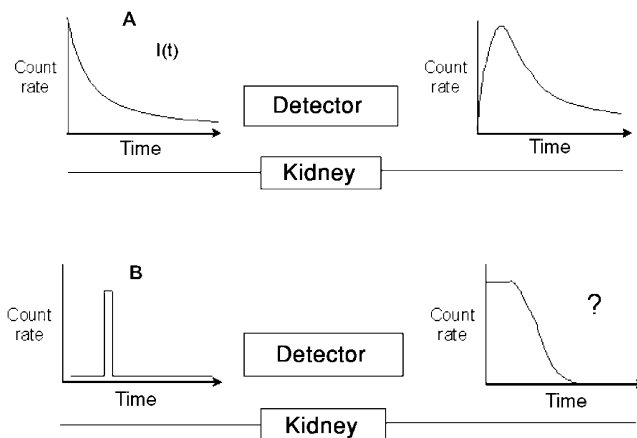 A
I(t)
Count
rate
Time
Detector
Kidney
Count
rate
Time
B
Count
rate
Time
Detector
Kidney
?
Count
rate
Time